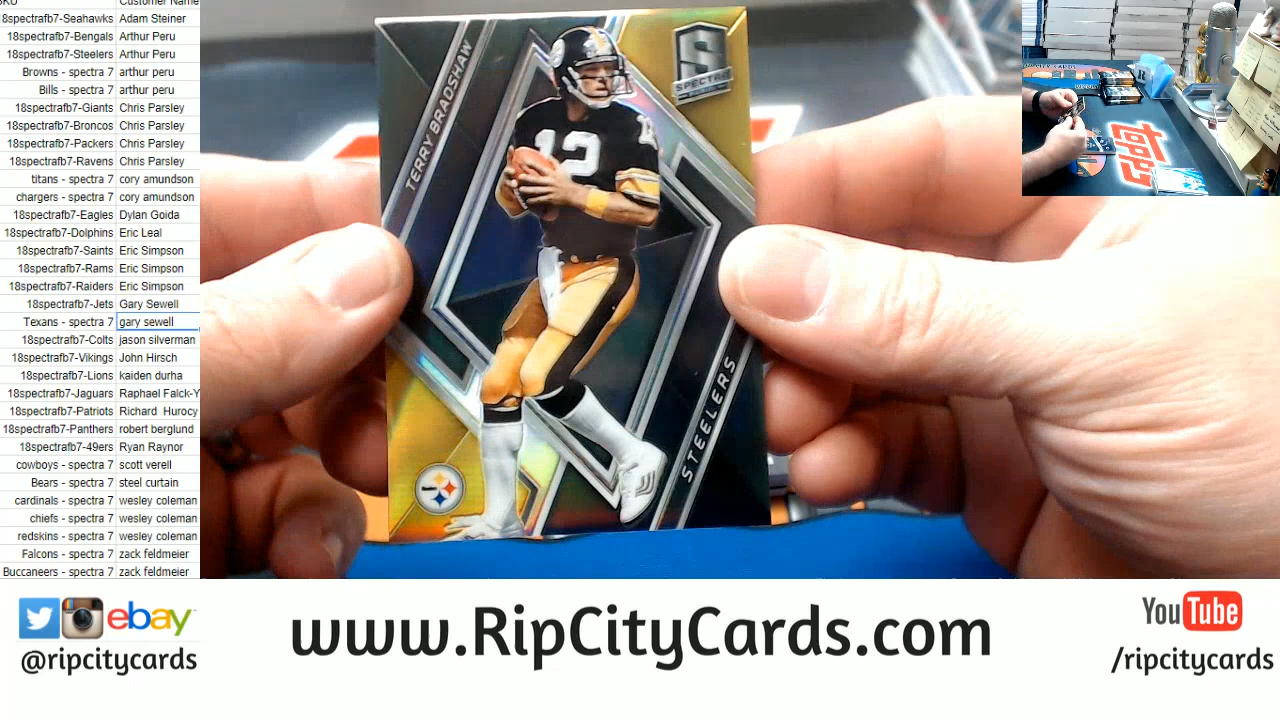 SKU Customer Name
18spectrafb7-Seahawks Adam Steiner
18spectrafb7-Bengals Arthur Peru
18spectrafb7-Steelers Arthur Peru
Browns - spectra 7 arthur peru
Bills - spectra 7 arthur peru
18spectrafb7-Giants Chris Parsley
18spectrafb7-Broncos Chris Parsley
18spectrafb7-Packers Chris Parsley
18spectrafb7-Ravens Chris Parsley
titans - spectra 7 cory amundson
chargers - spectra 7 cory amundson
18spectrafb7-Eagles Dylan Goida
18spectrafb7-Dolphins Eric Leal
18spectrafb7-Saints Eric Simpson
18spectrafb7-Rams Eric Simpson
18spectrafb7-Raiders Eric Simpson
18spectrafb7-Jets Gary Sewell
Texans - spectra 7 gary sewell
18spectrafb7-Colts jason silverman
18spectrafb7-Vikings John Hirsch
18spectrafb7-Lions kaiden durha
18spectrafb7-Jaguars Raphael Falck-Y
18spectrafb7-Patriots Richard Hurocy
18spectrafb7-Panthers robert berglund
18spectrafb7-49ers Ryan Raynor
cowboys - spectra 7 scott verell
Bears - spectra 7 steel curtain
cardinals - spectra 7 wesley coleman
chiefs - spectra 7 wesley coleman
redskins - spectra 7 wesley coleman
Falcons - spectra 7 zack feldmeier
Buccaneers - spectra 7 zack feldmeier
TERRY BRADSHAW
S
SPECTRA
12
STEELERS
Steelers
topps
ebay
@ripcitycards
www.RipCityCards.com
YouTube
/ripcitycards